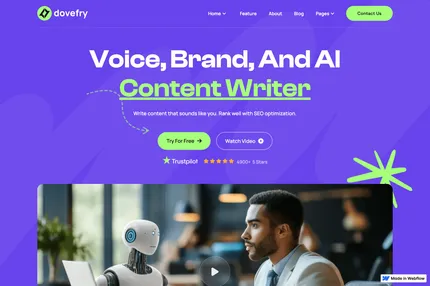 dovefry
Home
Feature
About
Blog
Pages
Contact Us
Voice, Brand, And AI
Content Writer
Write content that sounds like you. Rank well with SEO optimization.
Try For Free
Watch Video
Trustpilot
4900+ 5 Stars
Made in Webflow